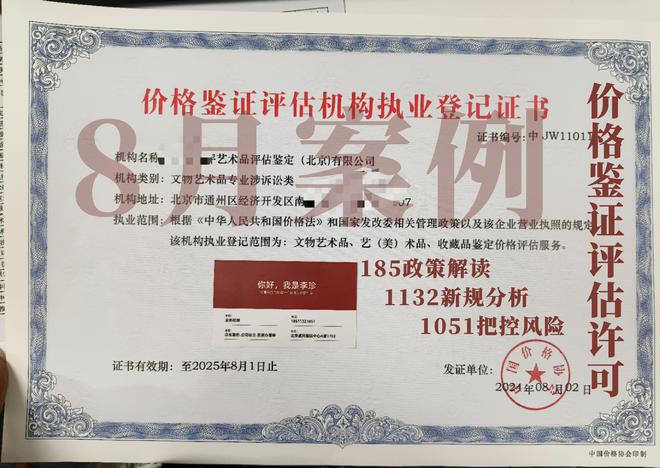 价格鉴证评估机构执业登记证书
证书编号:中 JW11017
8月案例
价格鉴证评估许可
机构名称 艺术品评估鉴定（北京)有限公司
机构类别: 文物艺术品专业涉诉讼类
机构地址: 北京市通州区经济开发区南 07
执业范围: 根据《中华人民共和国价格法》和国家发改委相关管理政策以及该企业营业执照的规定
该机构执业登记范围为: 文物艺术品、艺（美）术品、收藏品鉴定价格评估服务。
185政策解读
1132新规分析
1051把控风险
你好，我是李珍
证书有效期: 至2025年8月1日止
发证单位:
国价格协会
2024年08月02日
中国价格协会印制